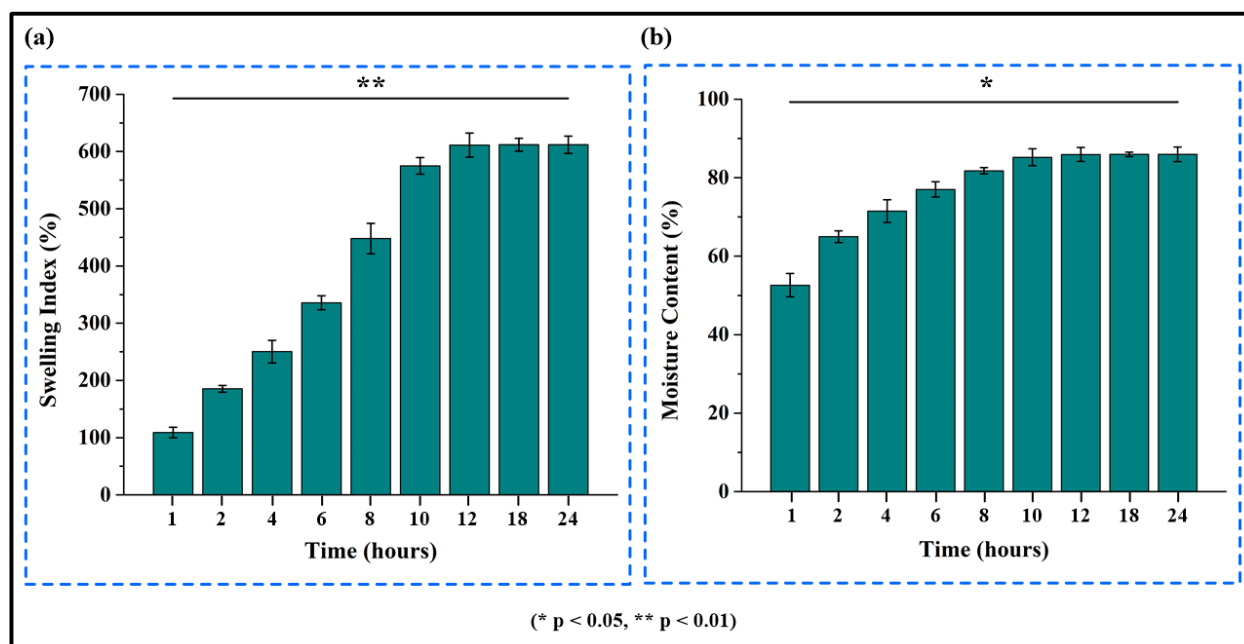 (a)
**
700
600
500
400
300
200
100
0
Swelling Index (%)
1 2 4 6 8 10 12 18 24
Time (hours)
(b)
*
100
80
60
40
20
0
Moisture Content (%)
1 2 4 6 8 10 12 18 24
Time (hours)
(* p < 0.05, ** p < 0.01)